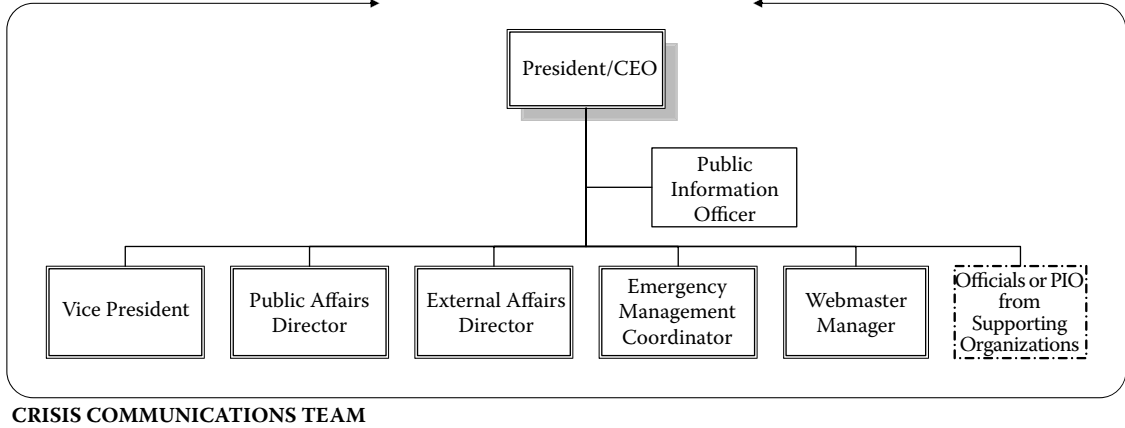 President/CEO
Public
Information
Officer
Vice President
Public Affairs
Director
External Affairs
Director
Emergency
Management
Coordinator
Webmaster
Manager
Officials or PIO
from
Supporting
Organizations
CRISIS COMMUNICATIONS TEAM